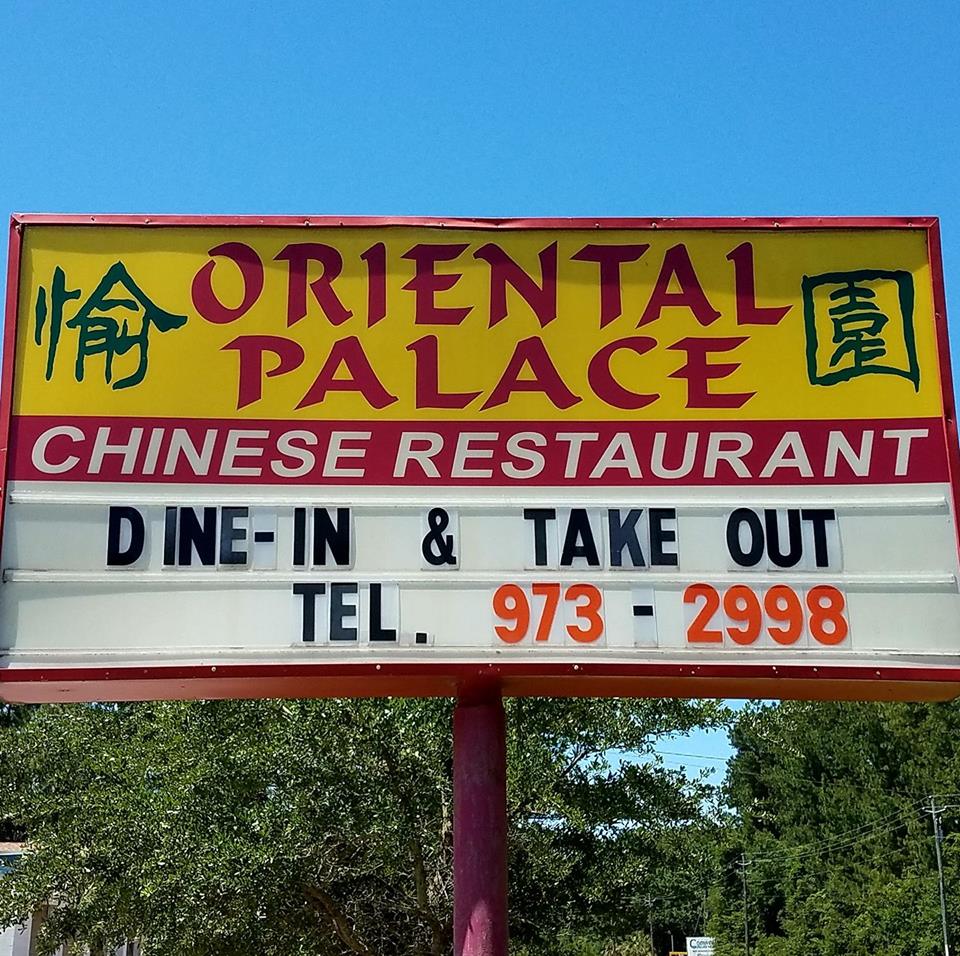 愉 ORIENTAL 園
PALACE
CHINESE RESTAURANT
DINE-IN & TAKE OUT
TEL. 973-2998